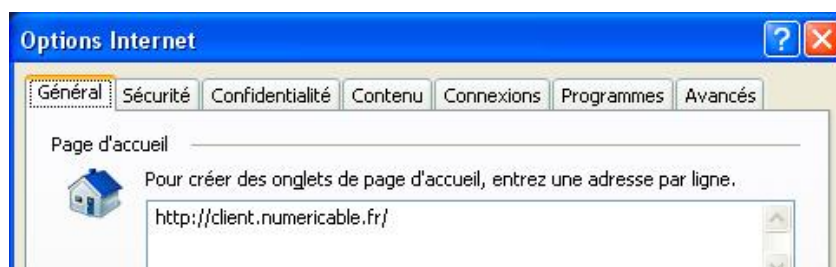 Options Internet
Général Sécurité Confidentialité Contenu Connexions Programmes Avancés
Page d'accueil
Pour créer des onglets de page d'accueil, entrez une adresse par ligne.
http://client.numericable.fr/